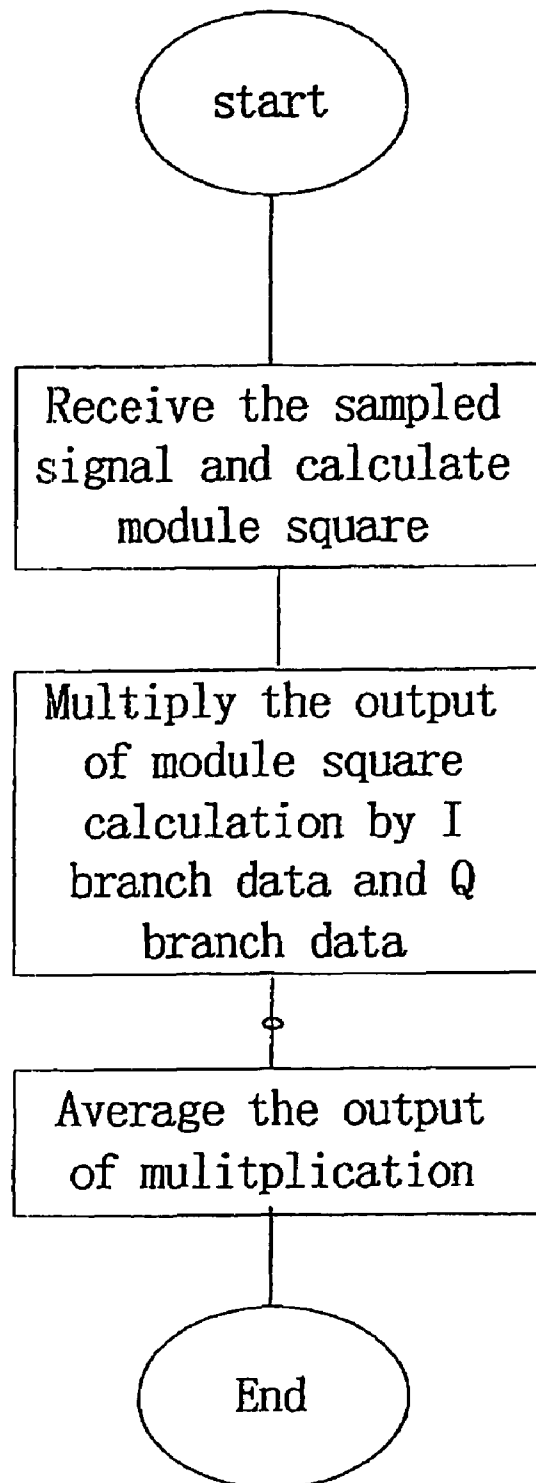 start
Receive the sampled
signal and calculate
module square
Multiply the output
of module square
calculation by I
branch data and Q
branch data
Average the output
of mulitplication
End